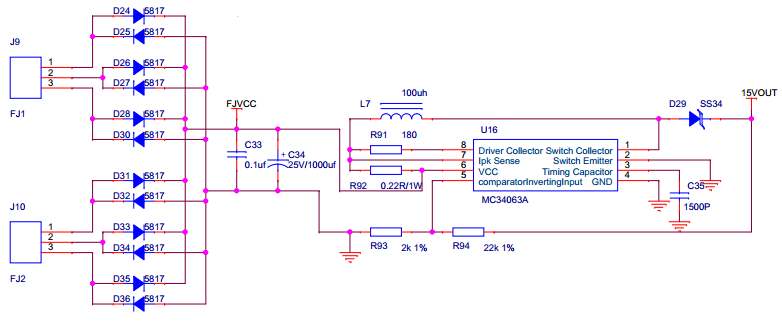 D24 5817
D25 5817
J9
1
2
3
FJ1
D26 5817
D27 5817
D28 5817
D30 5817
D31 5817
D32 5817
J10
1
2
3
FJ2
D33 5817
D34 5817
D35 5817
D36 5817
FJVCC
C33
0.1uf
+
C34
25V/1000uf
100uh
L7
R91 180
R92 0.22R/1W
U16
8 Driver Collector Switch Collector 1
7 Ipk Sense Switch Emitter 2
6 VCC Timing Capacitor 3
5 comparatorInvertingInput GND 4
MC34063A
D29 SS34
15VOUT
C35
1500P
R93 2k 1%
R94 22k 1%